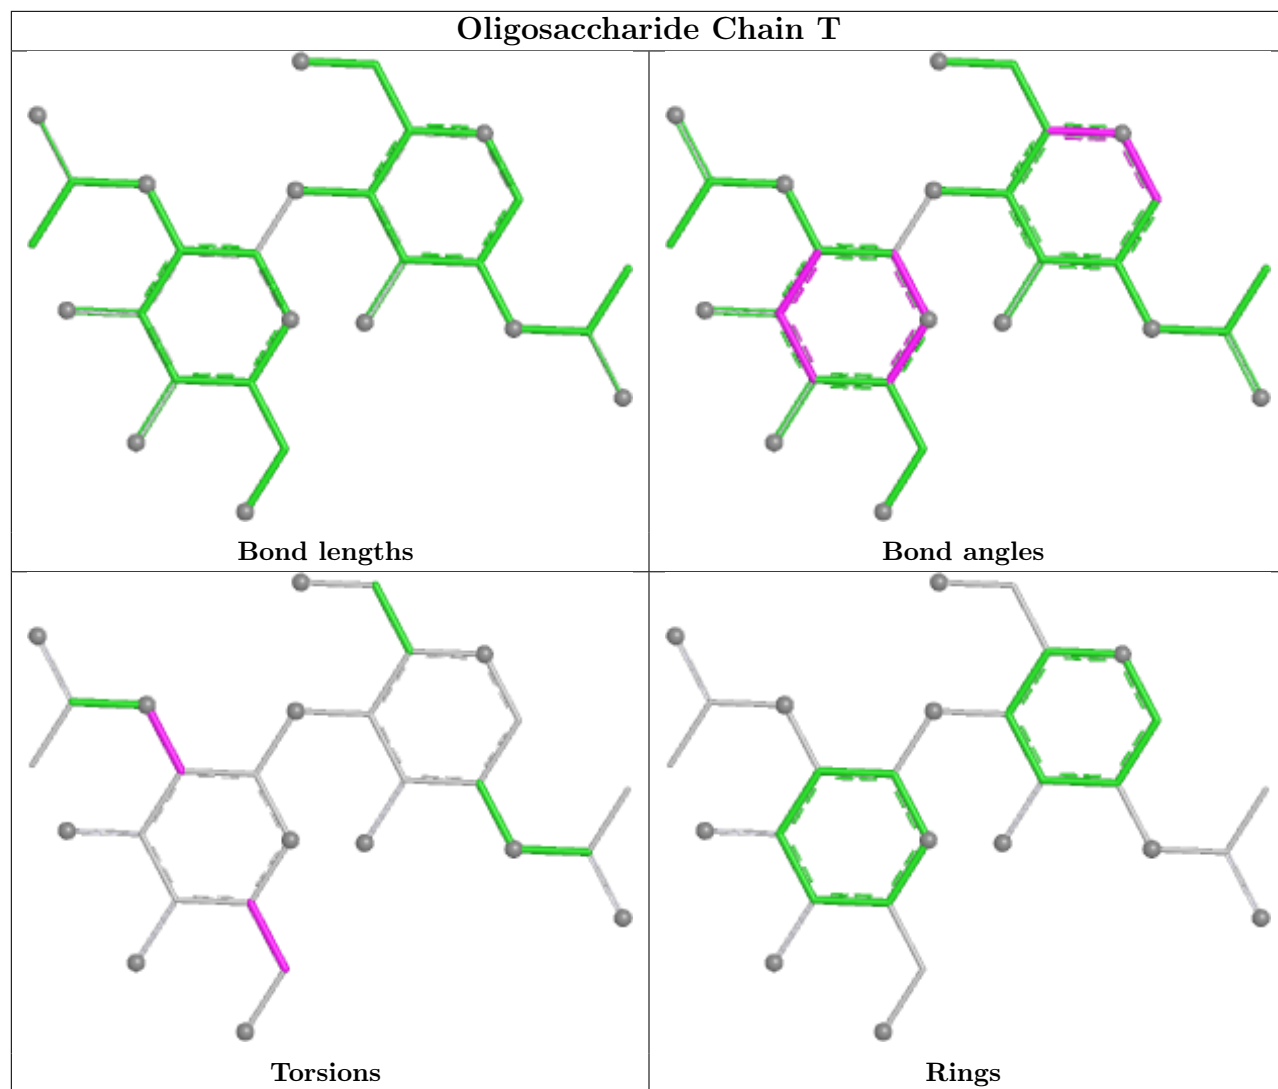 Oligosaccharide Chain T
Bond lengths
Bond angles
Torsions
Rings